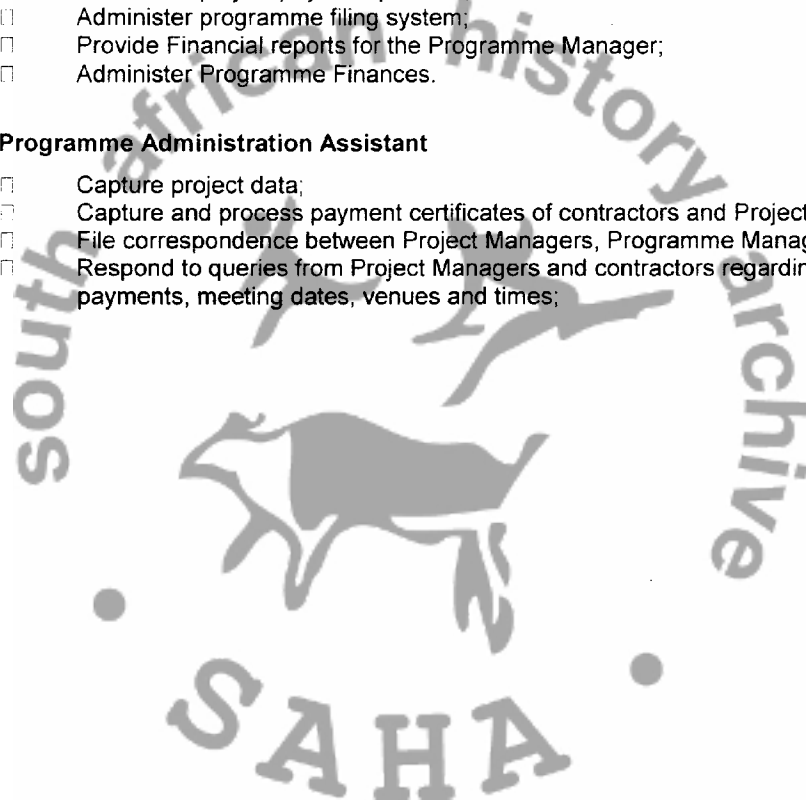 Administer programme filing system;
Provide Financial reports for the Programme Manager;
Administer Programme Finances.
Programme Administration Assistant
Capture project data;
Capture and process payment certificates of contractors and Project
File correspondence between Project Managers, Programme Manag
Respond to queries from Project Managers and contractors regardin
payments, meeting dates, venues and times;
south african history archive
SAHA